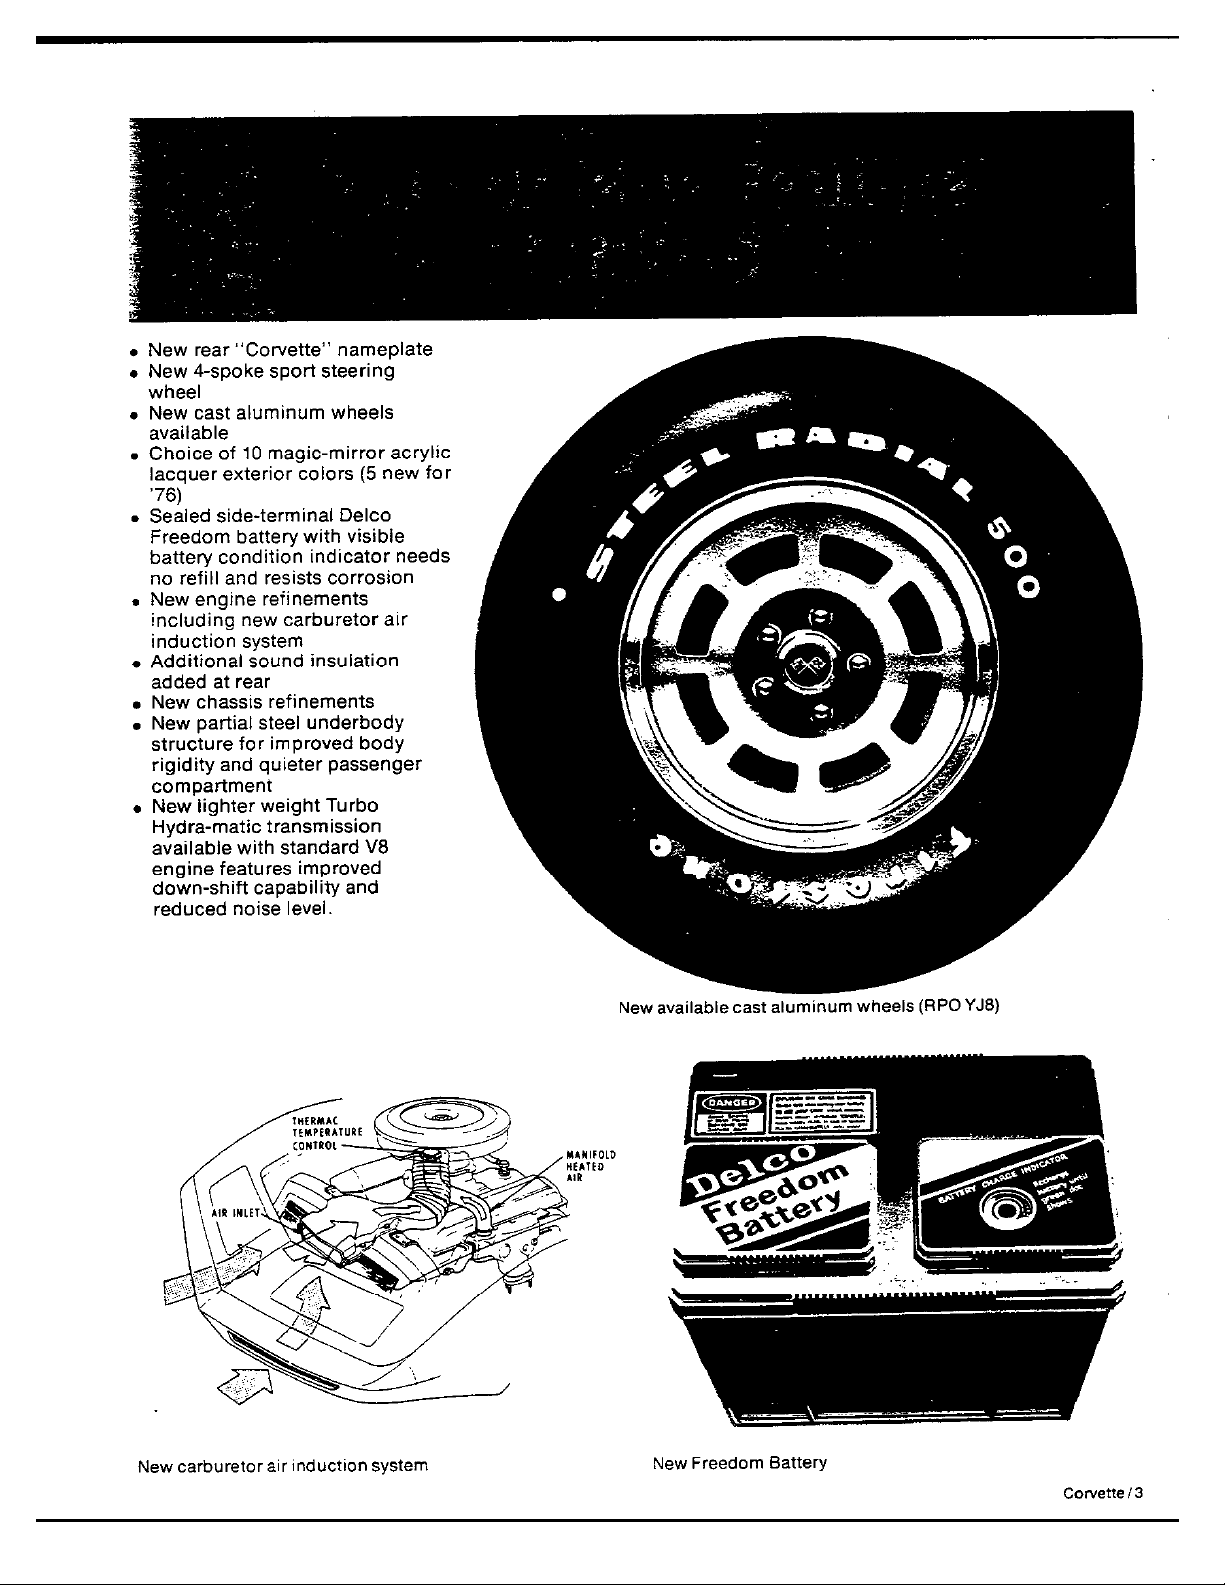 • New rear "Corvette" nameplate
• New 4-spoke sport steering
wheel
• New cast aluminum wheels
available
• Choice of 10 magic-mirror acrylic
lacquer exterior colors (5 new for
'76)
• Sealed side-terminal Delco
Freedom battery with visible
battery condition indicator needs
no refill and resists corrosion
• New engine refinements
including new carburetor air
induction system
• Additional sound insulation
added at rear
• New chassis refinements
• New partial steel underbody
structure for improved body
rigidity and quieter passenger
compartment
• New lighter weight Turbo
Hydra-matic transmission
available with standard V8
engine features improved
down-shift capability and
reduced noise level.
STEEL RADIAL 500
New available cast aluminum wheels (RPO YJ8)
THERMAC
TEMPERATURE
CONTROL
MANIFOLD
HEATED
AIR
AIR INLET
New carburetor air induction system
DANGER
Delco
Freedom
Battery
BATTERY CHARGE INDICATOR
Recharge
battery until
green dot
shows
New Freedom Battery
Corvette/3